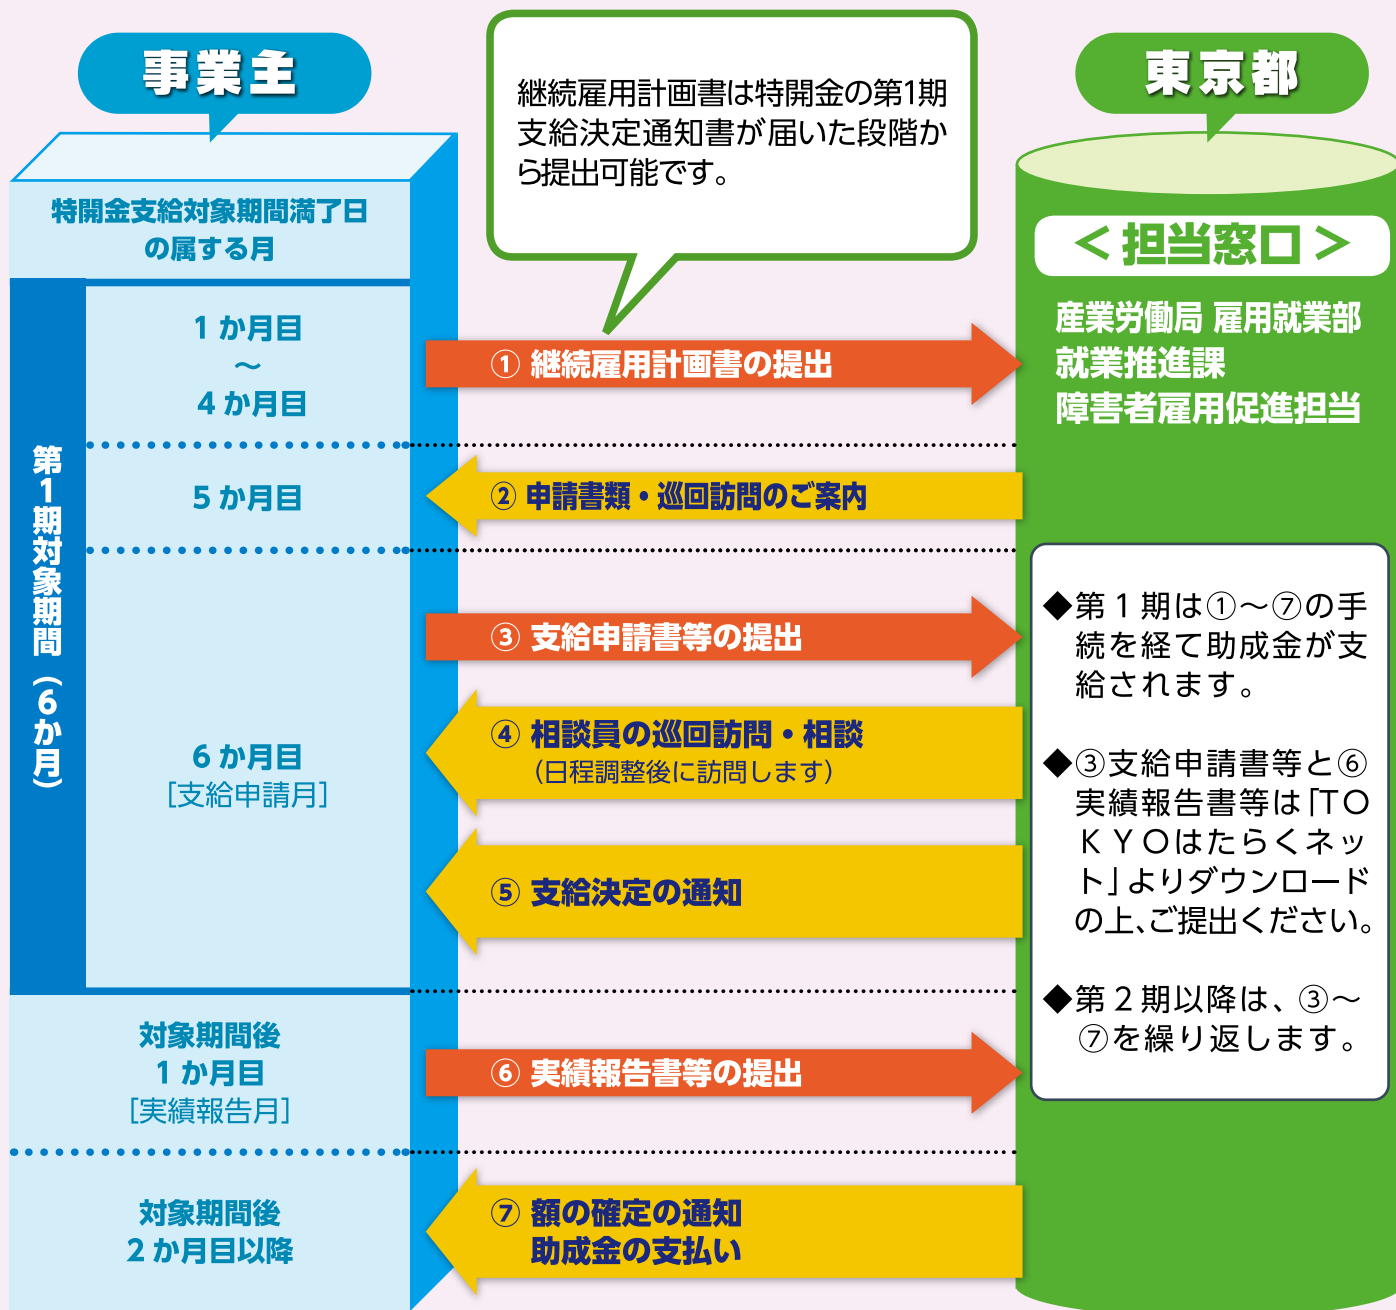 事業主
継続雇用計画書は特開金の第1期
支給決定通知書が届いた段階か
ら提出可能です。
東京都
特開金支給対象期間満了日
の属する月
＜担当窓口＞
産業労働局 雇用就業部
就業推進課
障害者雇用促進担当
第1期対象期間（6か月）
1か月目
～
4か月目
① 継続雇用計画書の提出
5か月目
② 申請書類・巡回訪問のご案内
6か月目
［支給申請月］
③ 支給申請書等の提出
④ 相談員の巡回訪問・相談
（日程調整後に訪問します）
⑤ 支給決定の通知
◆第1期は①～⑦の手
続を経て助成金が支
給されます。
◆③支給申請書等と⑥
実績報告書等は「TO
KYOはたらくネッ
ト」よりダウンロード
の上、ご提出ください。
◆第2期以降は、③～
⑦を繰り返します。
対象期間後
1か月目
［実績報告月］
⑥ 実績報告書等の提出
対象期間後
2か月目以降
⑦ 額の確定の通知
助成金の支払い